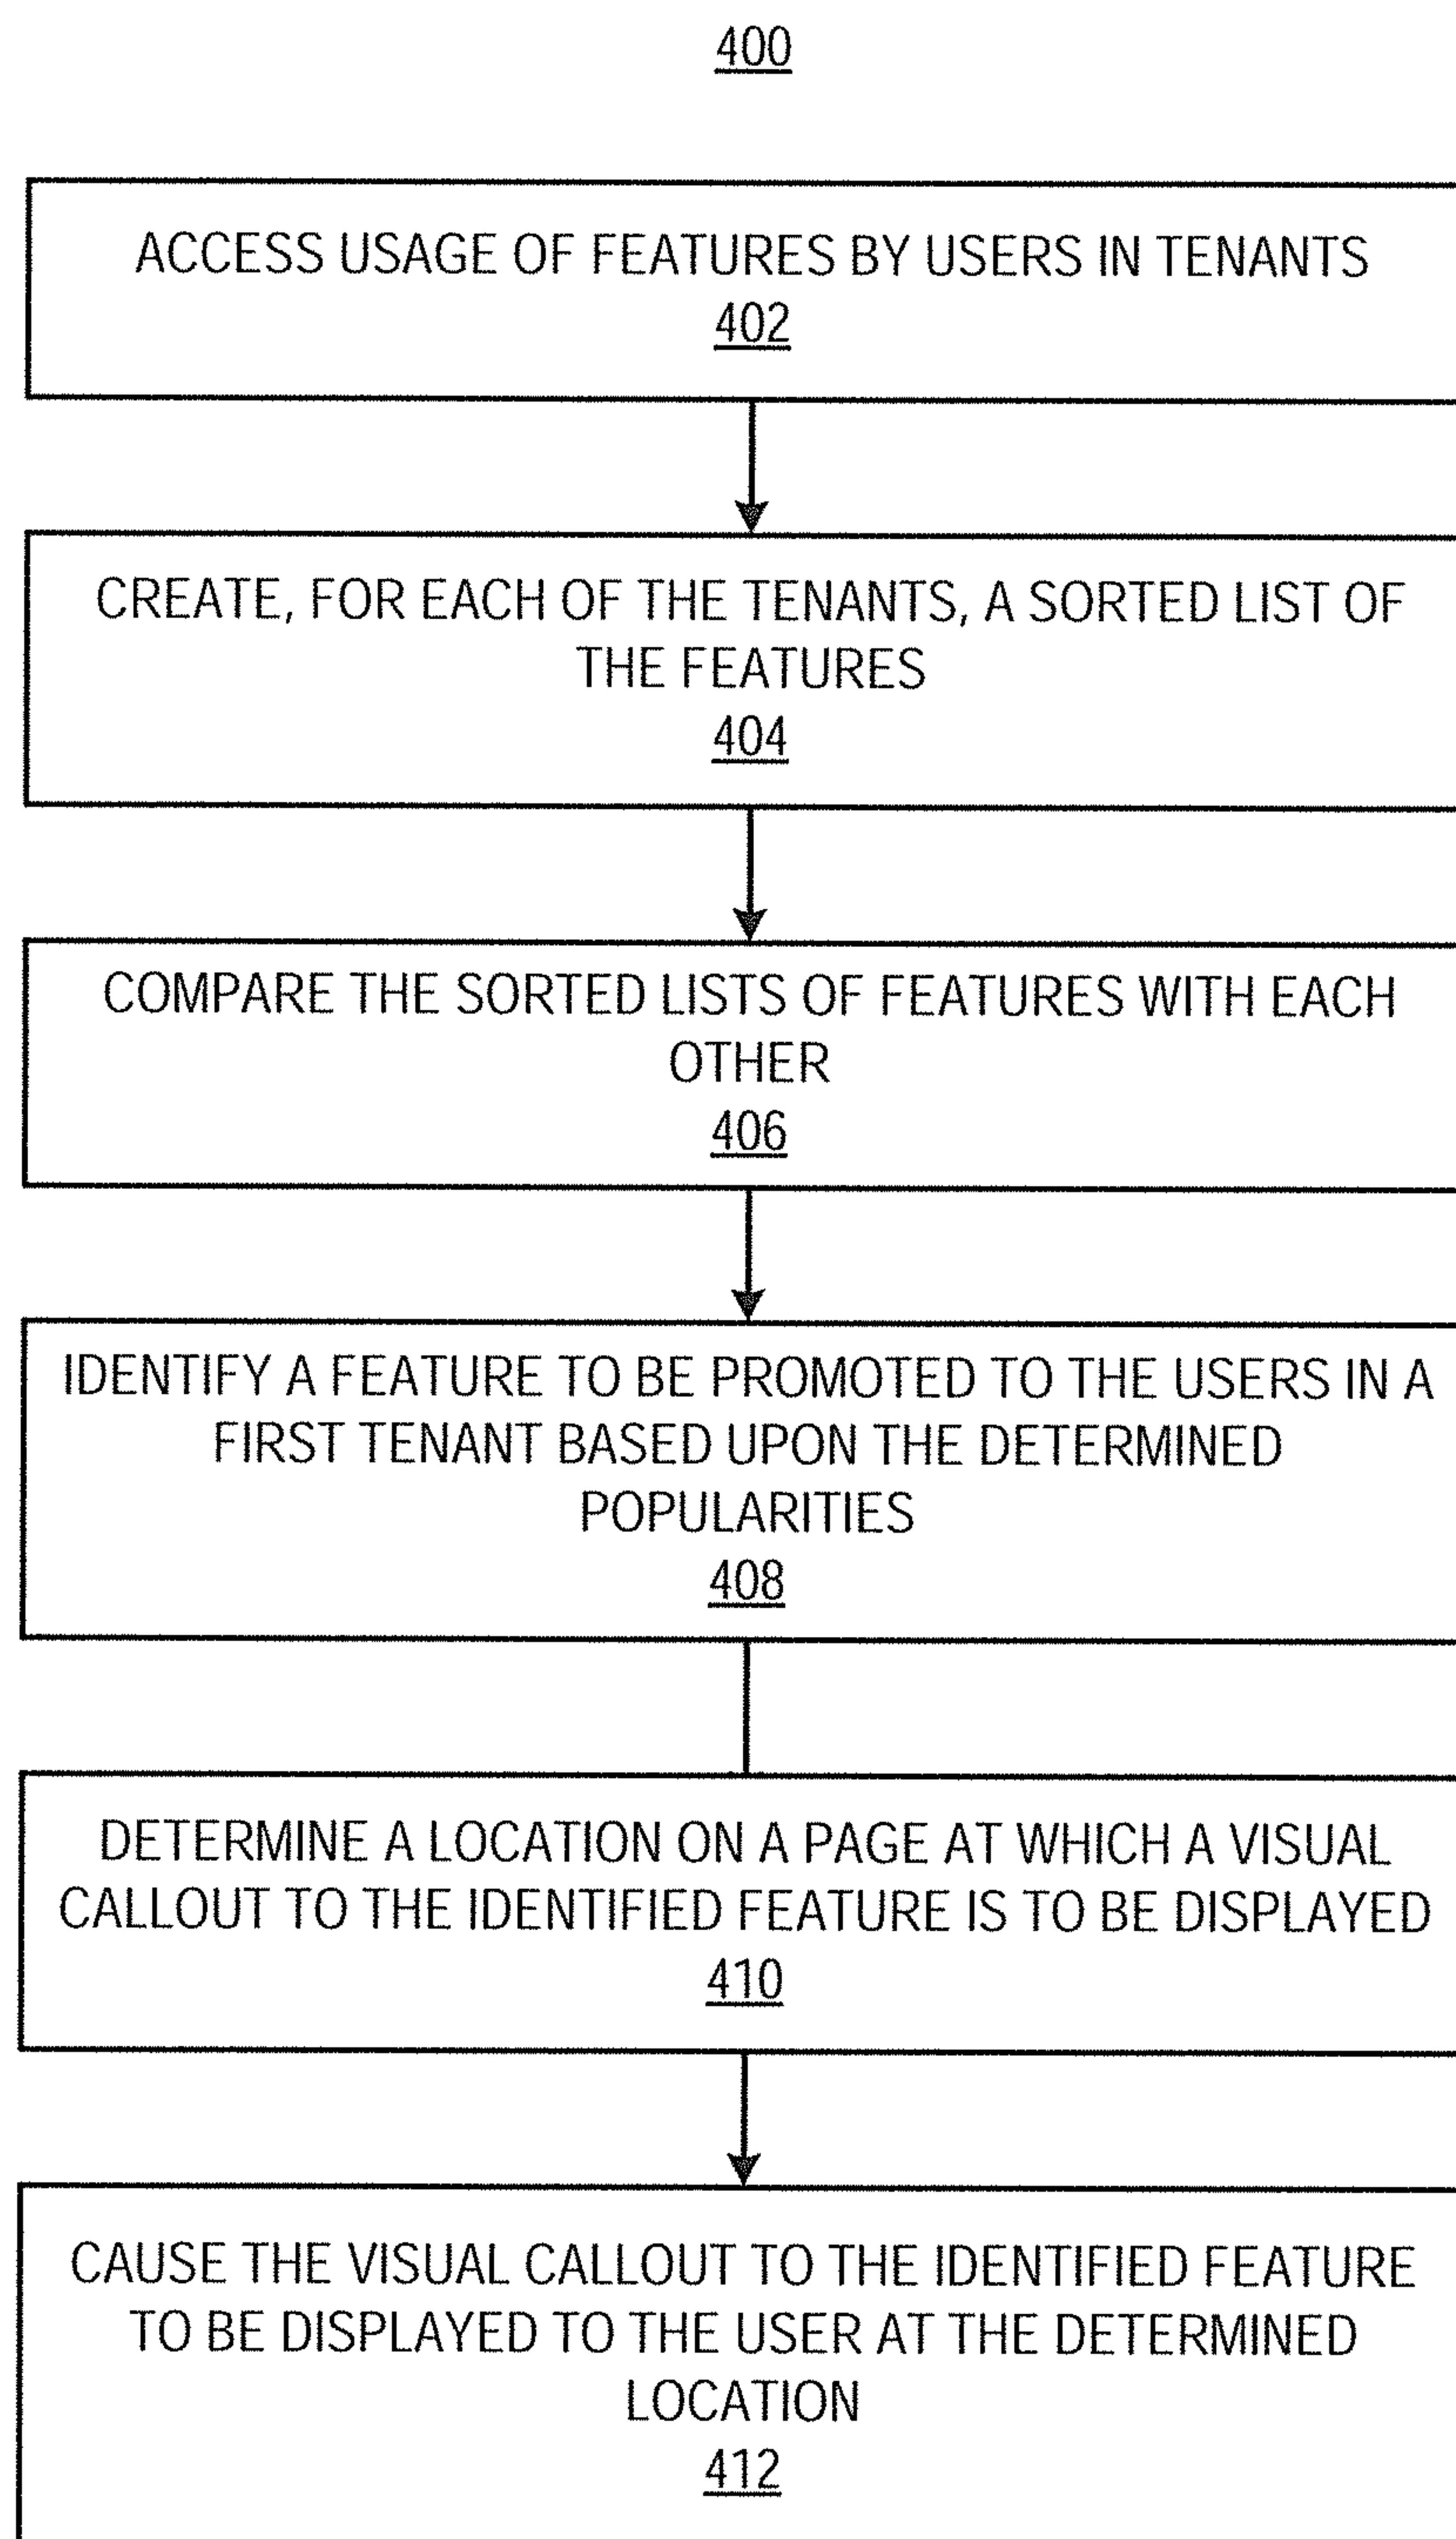 400
ACCESS USAGE OF FEATURES BY USERS IN TENANTS
402
CREATE, FOR EACH OF THE TENANTS, A SORTED LIST OF
THE FEATURES
404
COMPARE THE SORTED LISTS OF FEATURES WITH EACH
OTHER
406
IDENTIFY A FEATURE TO BE PROMOTED TO THE USERS IN A
FIRST TENANT BASED UPON THE DETERMINED
POPULARITIES
408
DETERMINE A LOCATION ON A PAGE AT WHICH A VISUAL
CALLOUT TO THE IDENTIFIED FEATURE IS TO BE DISPLAYED
410
CAUSE THE VISUAL CALLOUT TO THE IDENTIFIED FEATURE
TO BE DISPLAYED TO THE USER AT THE DETERMINED
LOCATION
412